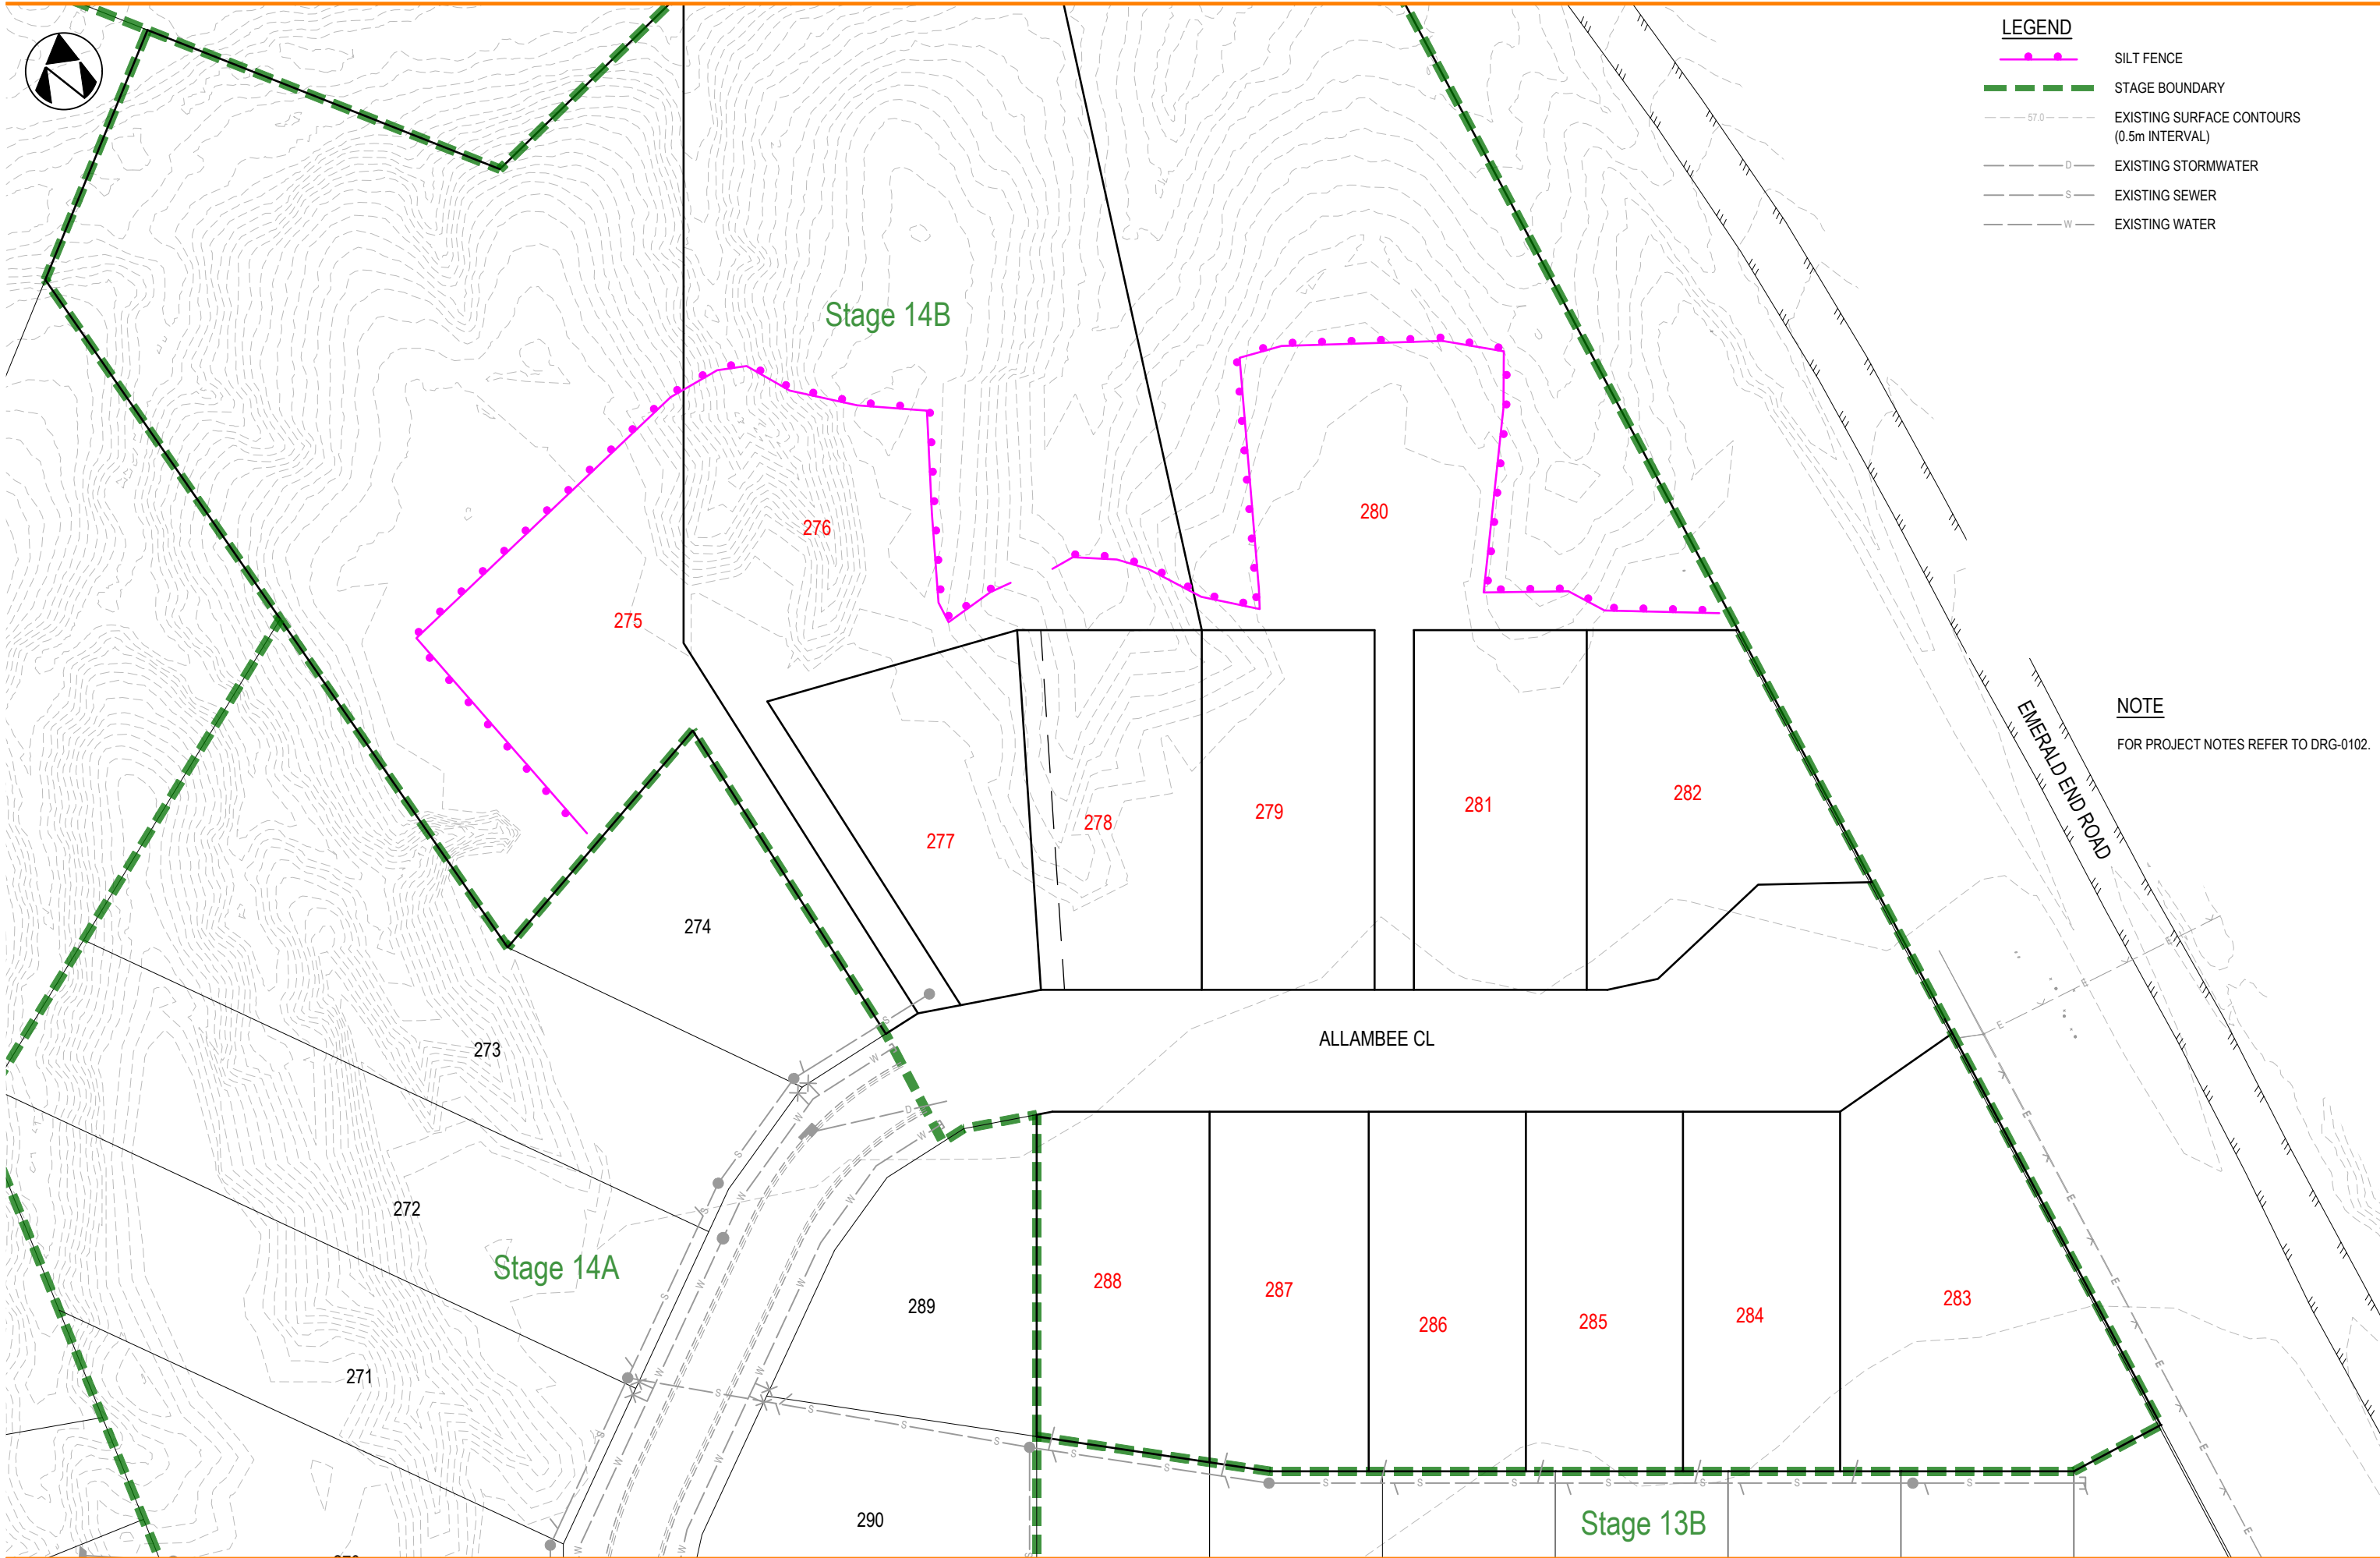 LEGEND
SILT FENCE
STAGE BOUNDARY
57.0
EXISTING SURFACE CONTOURS
(0.5m INTERVAL)
D
EXISTING STORMWATER
S
EXISTING SEWER
W
EXISTING WATER
Stage 14B
276
280
275
NOTE
FOR PROJECT NOTES REFER TO DRG-0102.
EMERALD END ROAD
282
281
279
278
277
274
ALLAMBEE CL
273
272
Stage 14A
288
287
283
289
284
285
286
271
290
Stage 13B